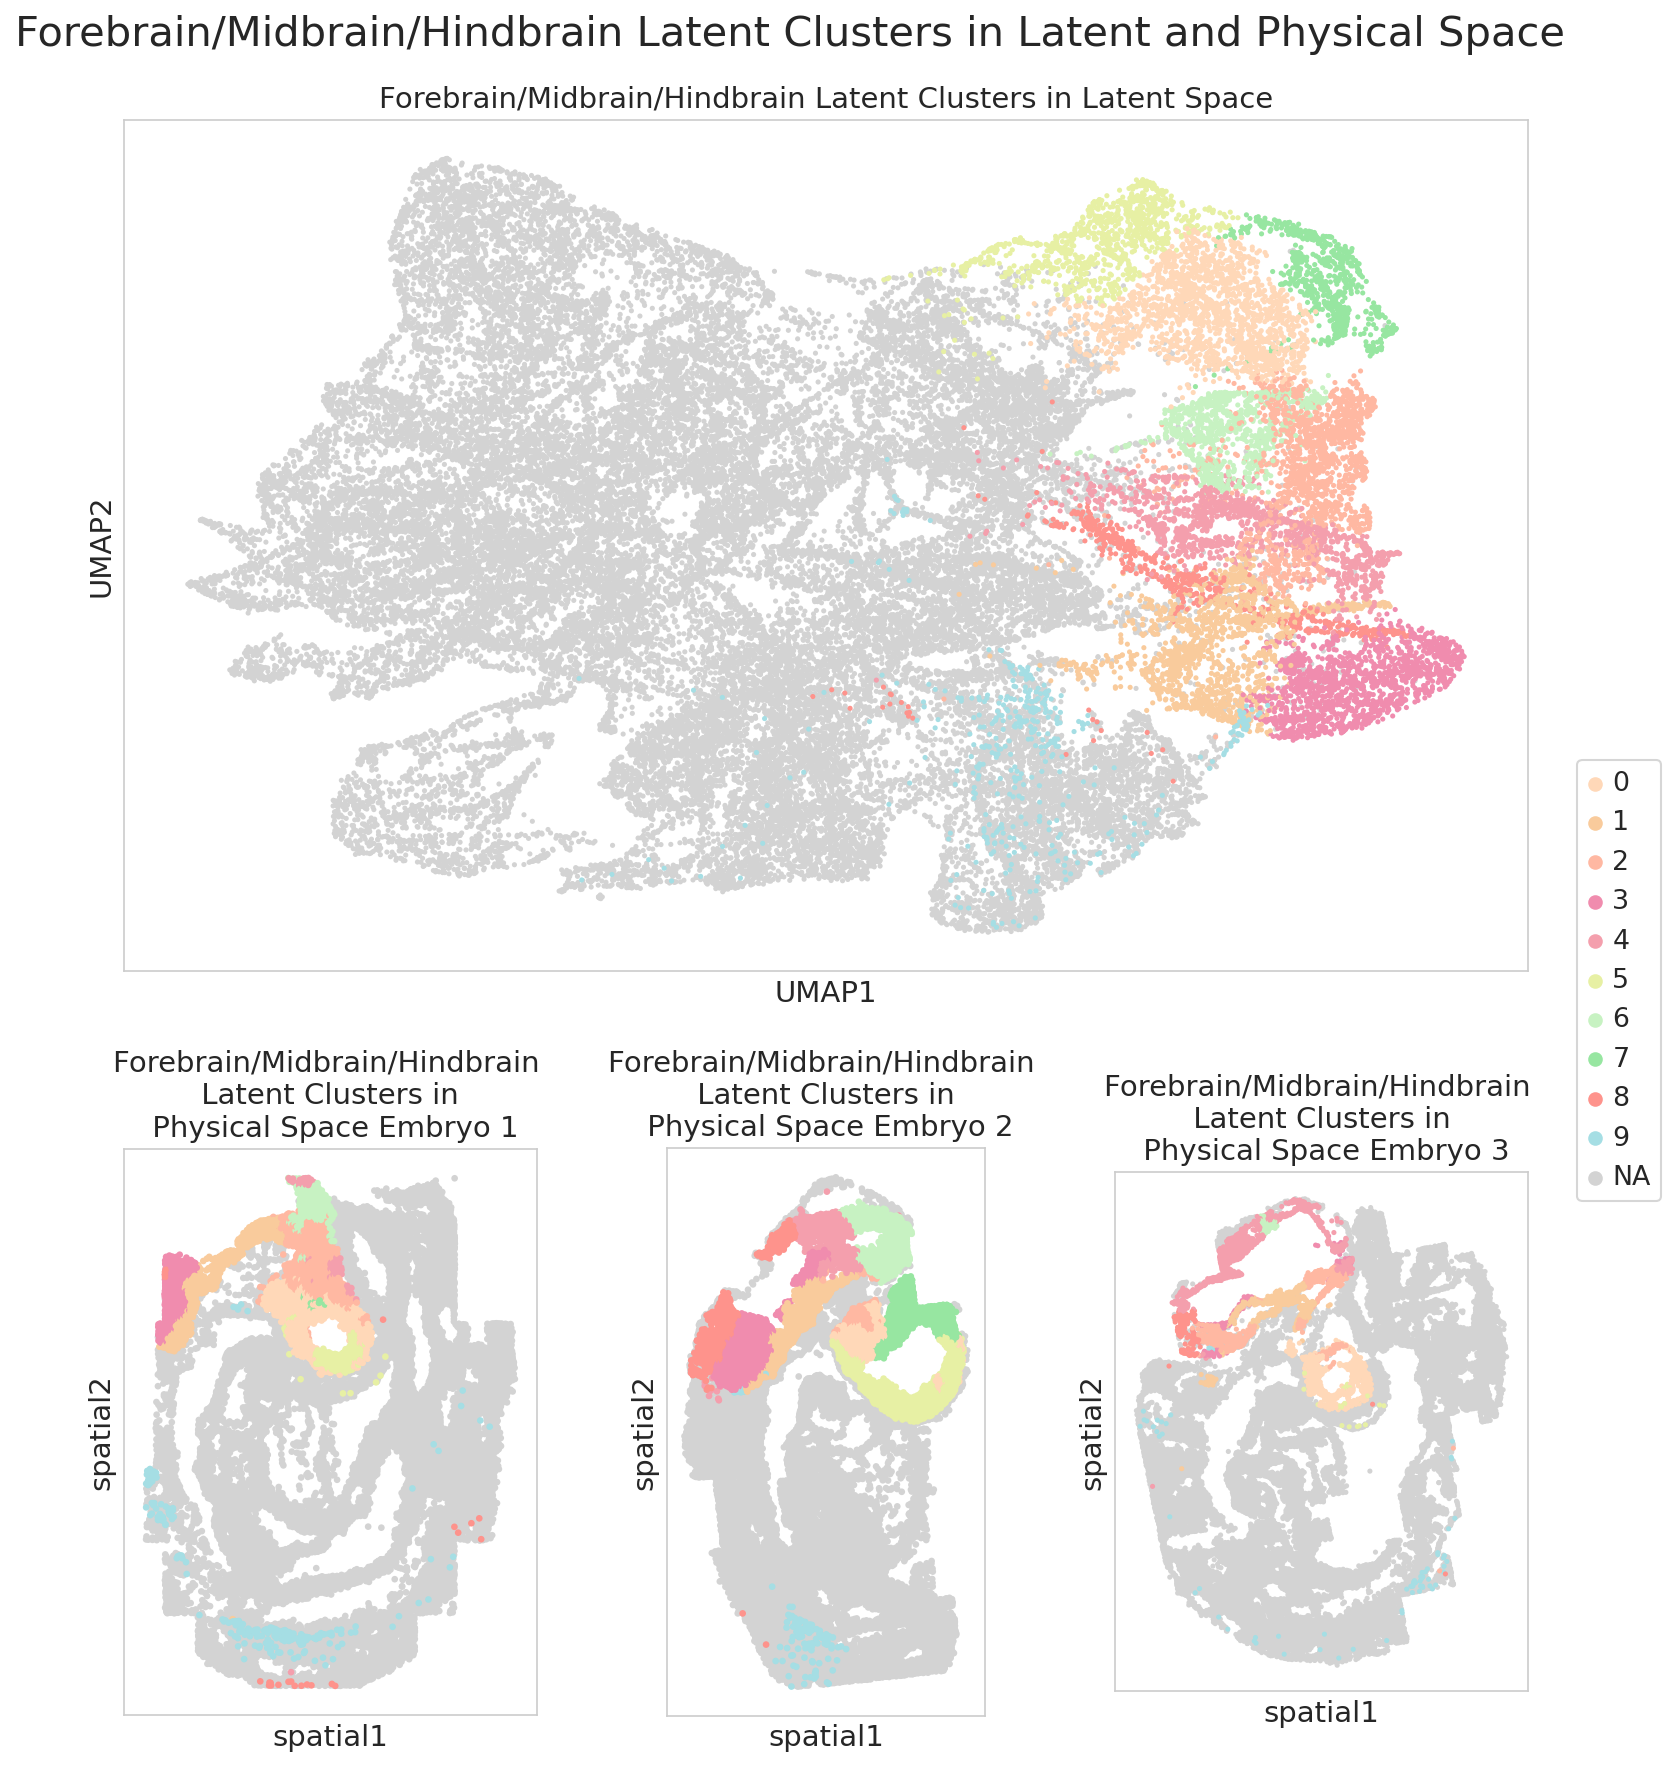 Forebrain/Midbrain/Hindbrain Latent Clusters in Latent and Physical Space
Forebrain/Midbrain/Hindbrain Latent Clusters in Latent Space
UMAP2
UMAP1
0
1
2
3
4
5
6
7
8
9
NA
Forebrain/Midbrain/Hindbrain
Latent Clusters in
Physical Space Embryo 1
spatial2
spatial1
Forebrain/Midbrain/Hindbrain
Latent Clusters in
Physical Space Embryo 2
spatial2
spatial1
Forebrain/Midbrain/Hindbrain
Latent Clusters in
Physical Space Embryo 3
spatial2
spatial1